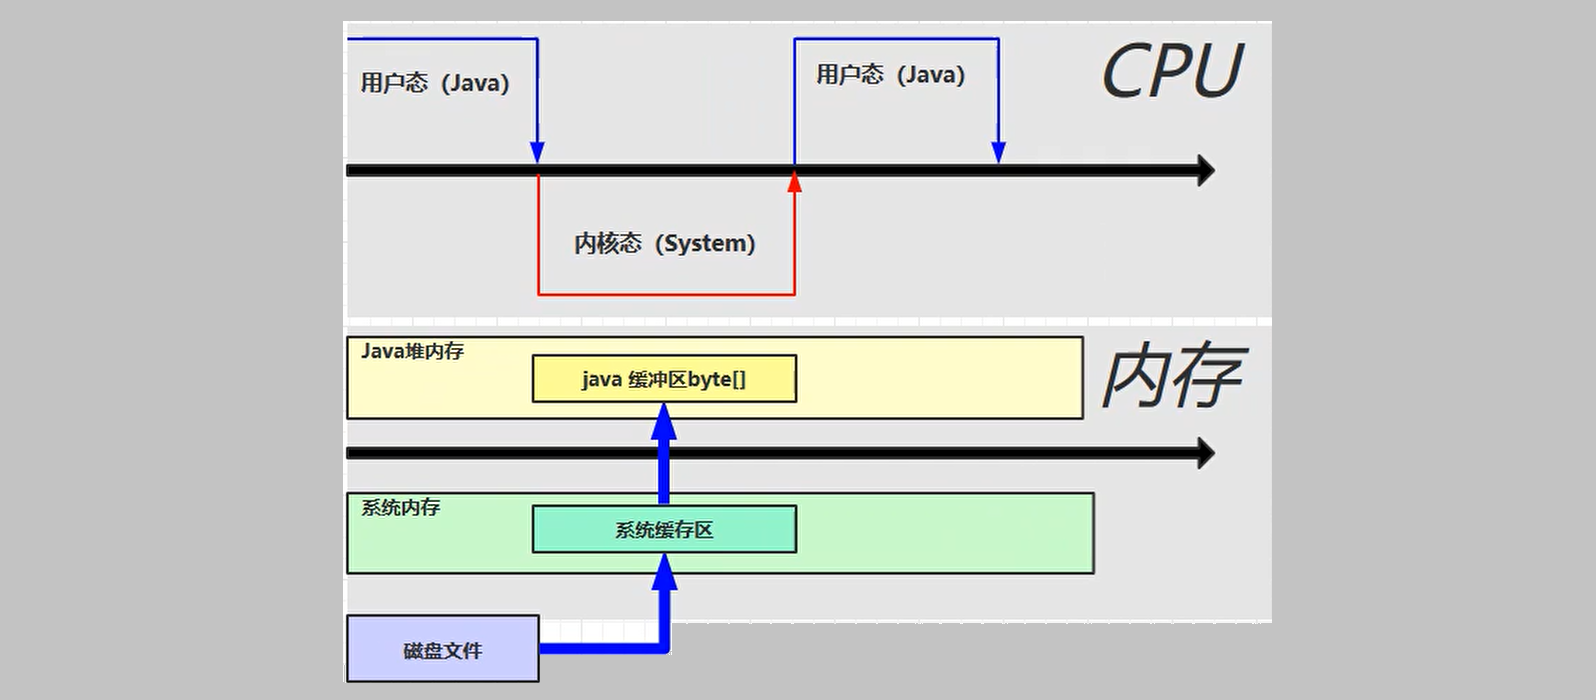 用户态（Java）
用户态（Java）
CPU
内核态（System）
Java堆内存
java 缓冲区byte[]
内存
系统内存
系统缓存区
磁盘文件